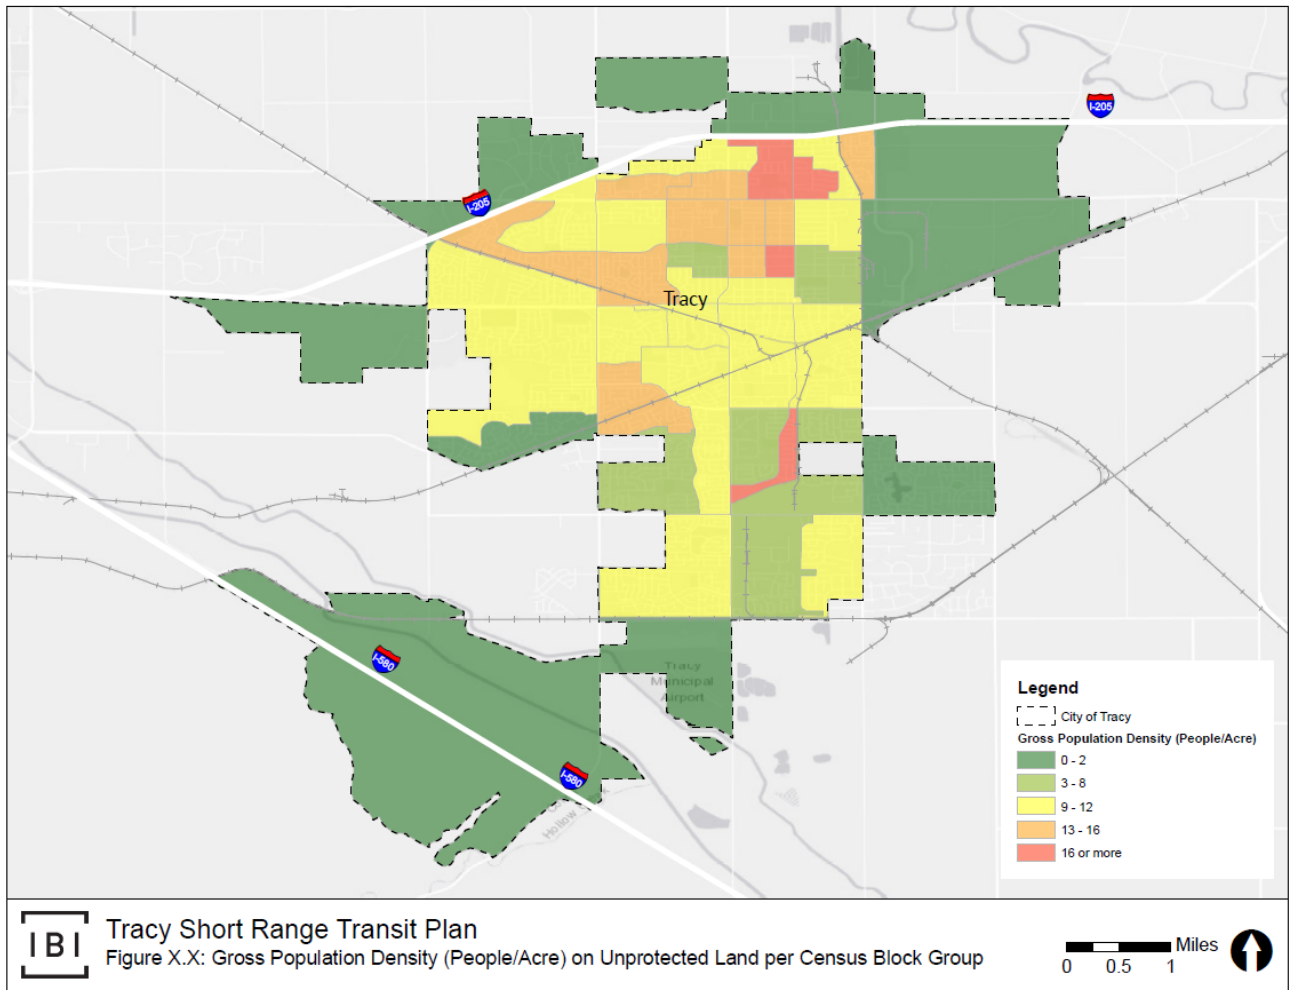 I-205
I-205
Tracy
I-580
Tracy
Municipal
Airport
I-580
Hollow
Legend
City of Tracy
Gross Population Density (People/Acre)
0 - 2
3 - 8
9 - 12
13 - 16
16 or more
IBI
Tracy Short Range Transit Plan
Figure X.X: Gross Population Density (People/Acre) on Unprotected Land per Census Block Group
Miles
0 0.5 1